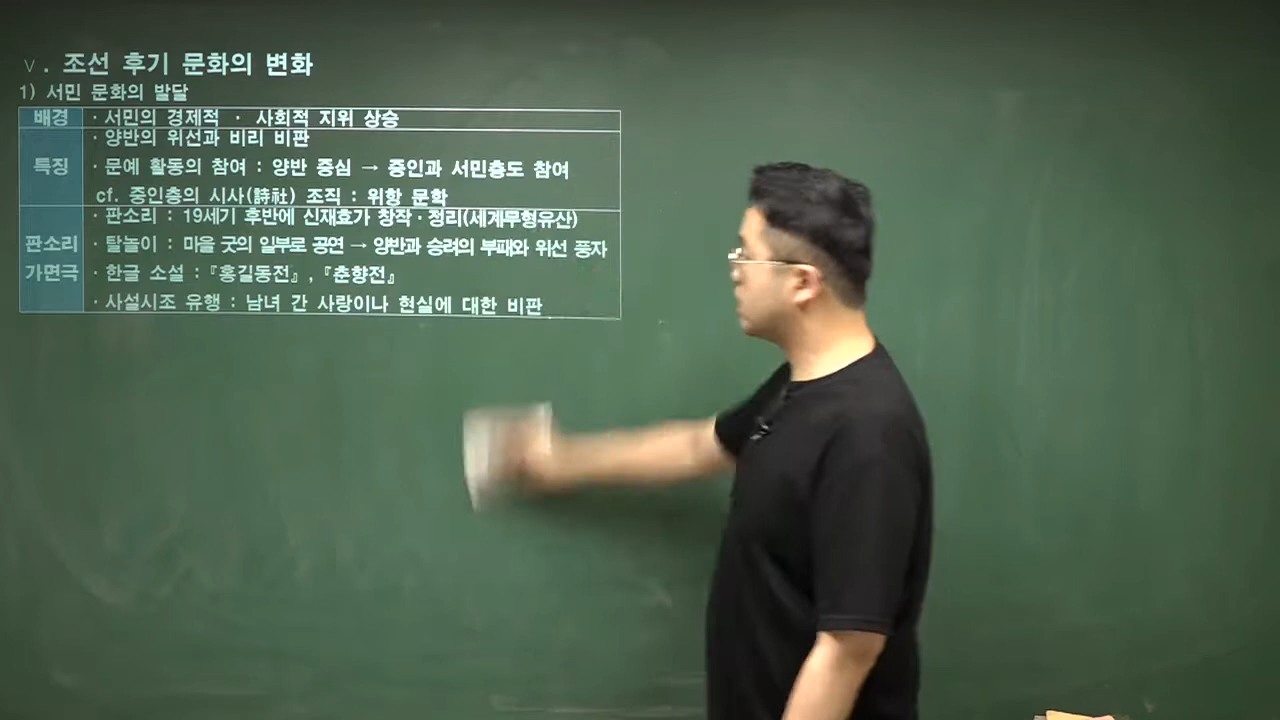 Ⅴ. 조선 후기 문화의 변화
1) 서민 문화의 발달
배경
· 서민의 경제적 · 사회적 지위 상승
특징
· 양반의 위선과 비리 비판
· 문예 활동의 참여 : 양반 중심 → 중인과 서민층도 참여
cf. 중인층의 시사(詩社) 조직 : 위항 문학
판소리
가면극
· 판소리 : 19세기 후반에 신재효가 창작·정리(세계무형유산)
· 탈놀이 : 마을 굿의 일부로 공연 → 양반과 승려의 부패와 위선 풍자
· 한글 소설 : 『홍길동전』, 『춘향전』
· 사설시조 유행 : 남녀 간 사랑이나 현실에 대한 비판